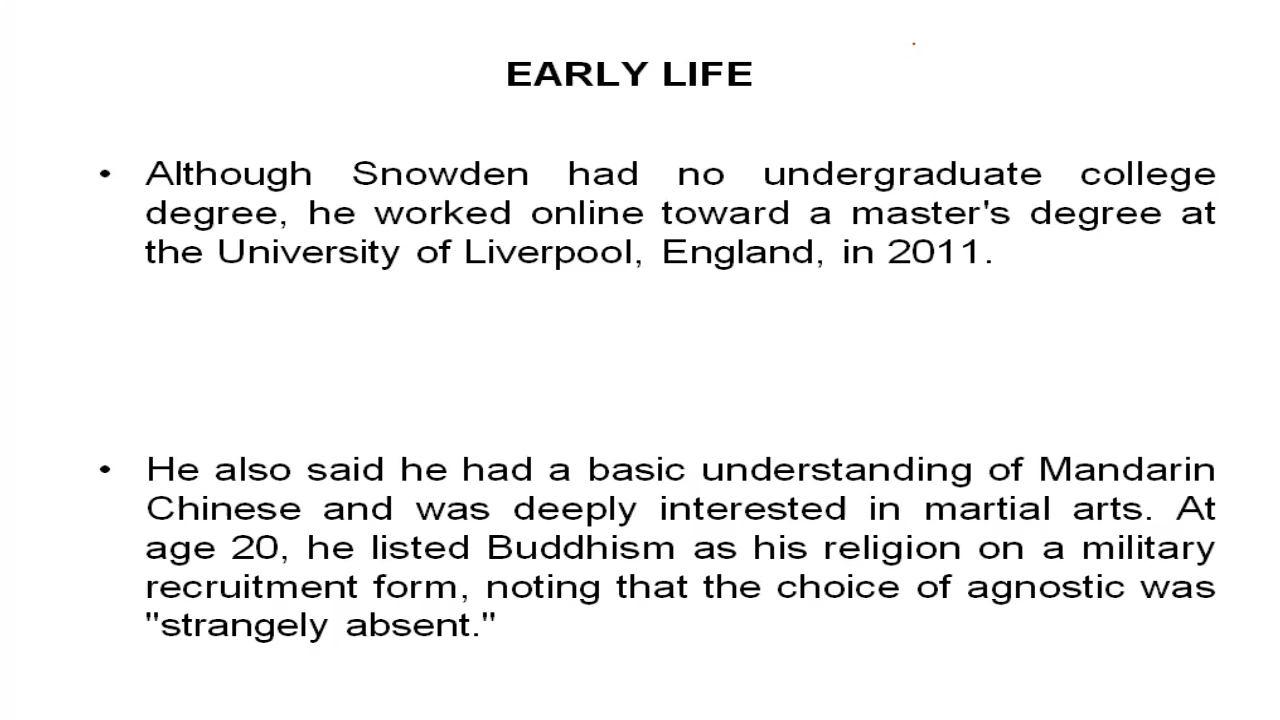 EARLY LIFE
• Although Snowden had no undergraduate college
degree, he worked online toward a master's degree at
the University of Liverpool, England, in 2011.
• He also said he had a basic understanding of Mandarin
Chinese and was deeply interested in martial arts. At
age 20, he listed Buddhism as his religion on a military
recruitment form, noting that the choice of agnostic was
"strangely absent."